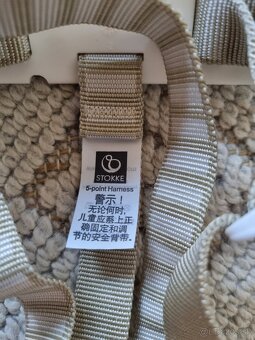 STOKKE
5-point Harness
警示！
无论何时,
儿童应系上正
确固定和调
节的安全背带。